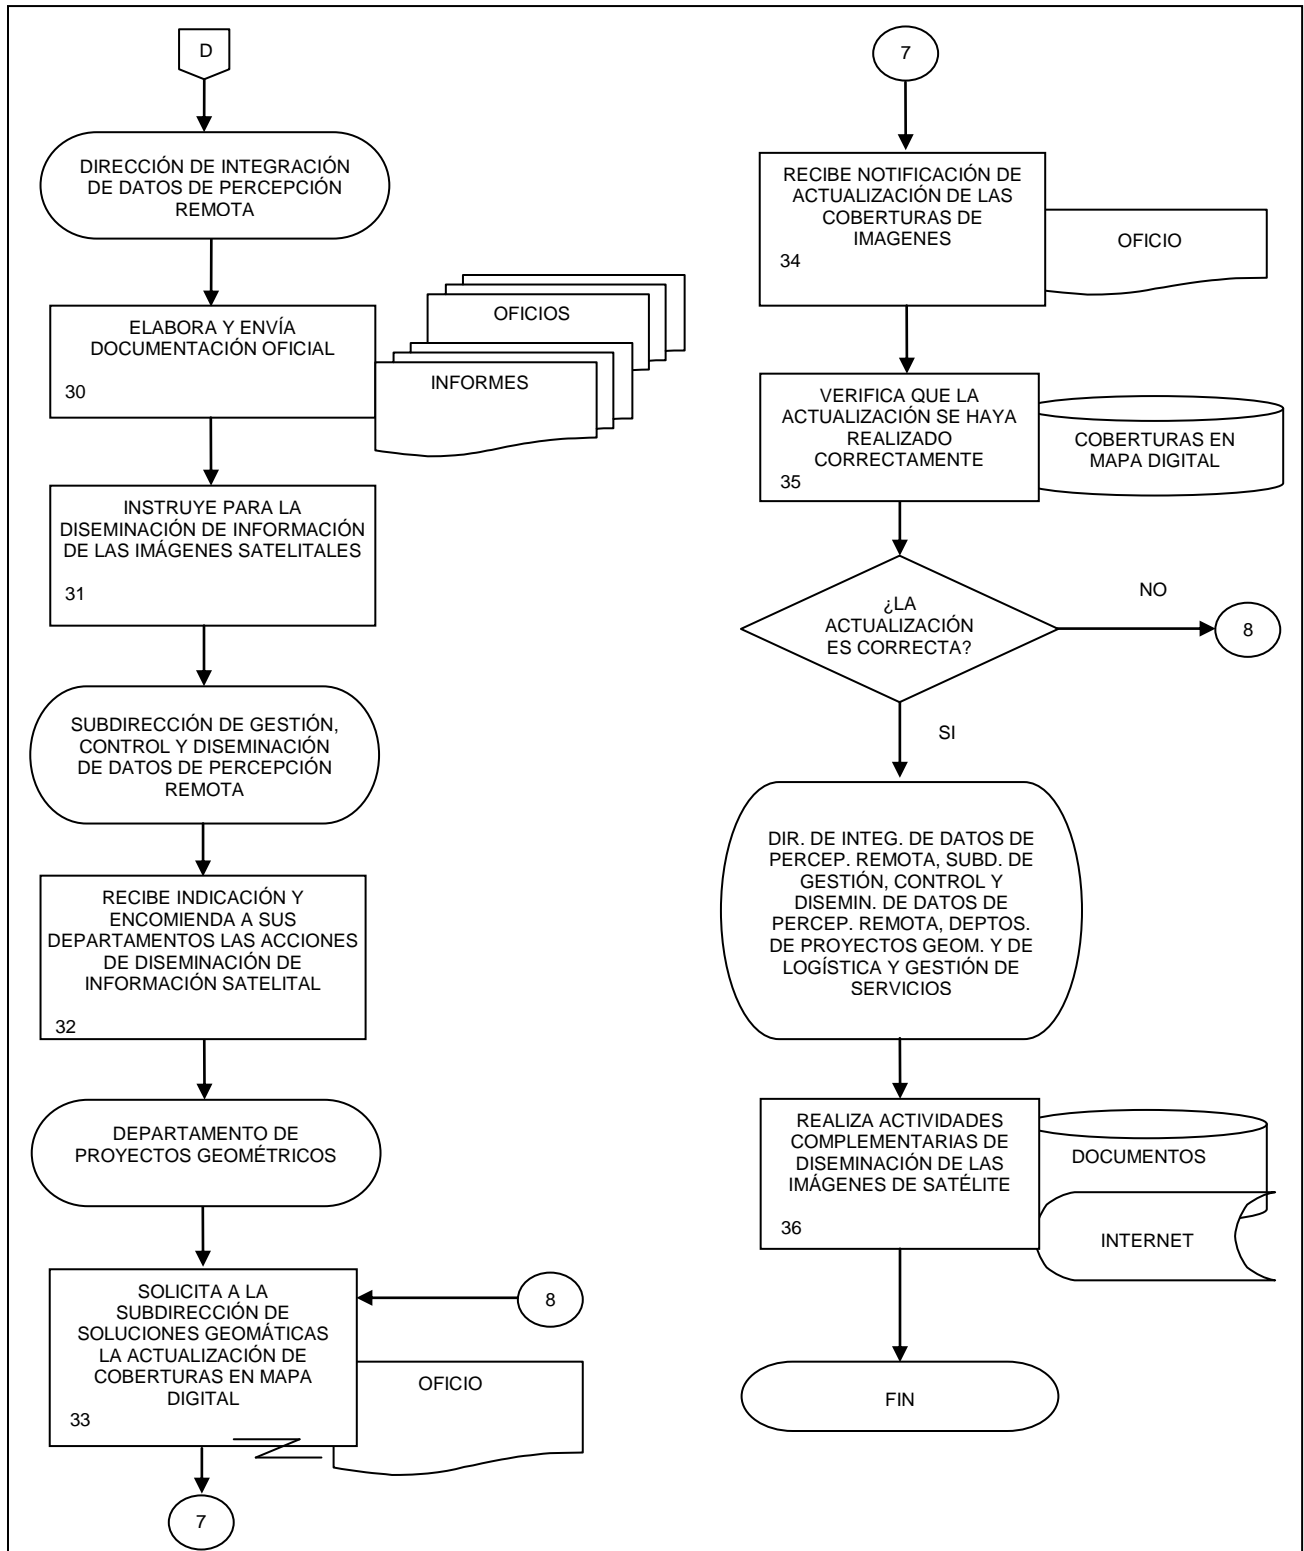 D
DIRECCIÓN DE INTEGRACIÓN
DE DATOS DE PERCEPCIÓN
REMOTA
ELABORA Y ENVÍA
DOCUMENTACIÓN OFICIAL
30
OFICIOS
INFORMES
INSTRUYE PARA LA
DISEMINACIÓN DE INFORMACIÓN
DE LAS IMÁGENES SATELITALES
31
SUBDIRECCIÓN DE GESTIÓN,
CONTROL Y DISEMINACIÓN
DE DATOS DE PERCEPCIÓN
REMOTA
RECIBE INDICACIÓN Y
ENCOMIENDA A SUS
DEPARTAMENTOS LAS ACCIONES
DE DISEMINACIÓN DE
INFORMACIÓN SATELITAL
32
DEPARTAMENTO DE
PROYECTOS GEOMÉTRICOS
SOLICITA A LA
SUBDIRECCIÓN DE
SOLUCIONES GEOMÁTICAS
LA ACTUALIZACIÓN DE
COBERTURAS EN MAPA
DIGITAL
33
8
OFICIO
7
7
RECIBE NOTIFICACIÓN DE
ACTUALIZACIÓN DE LAS
COBERTURAS DE
IMAGENES
34
OFICIO
VERIFICA QUE LA
ACTUALIZACIÓN SE HAYA
REALIZADO
CORRECTAMENTE
35
COBERTURAS EN
MAPA DIGITAL
¿LA
ACTUALIZACIÓN
ES CORRECTA?
NO
8
SI
DIR. DE INTEG. DE DATOS DE
PERCEP. REMOTA, SUBD. DE
GESTIÓN, CONTROL Y
DISEMIN. DE DATOS DE
PERCEP. REMOTA, DEPTOS.
DE PROYECTOS GEOM. Y DE
LOGÍSTICA Y GESTIÓN DE
SERVICIOS
REALIZA ACTIVIDADES
COMPLEMENTARIAS DE
DISEMINACIÓN DE LAS
IMÁGENES DE SATÉLITE
36
DOCUMENTOS
INTERNET
FIN